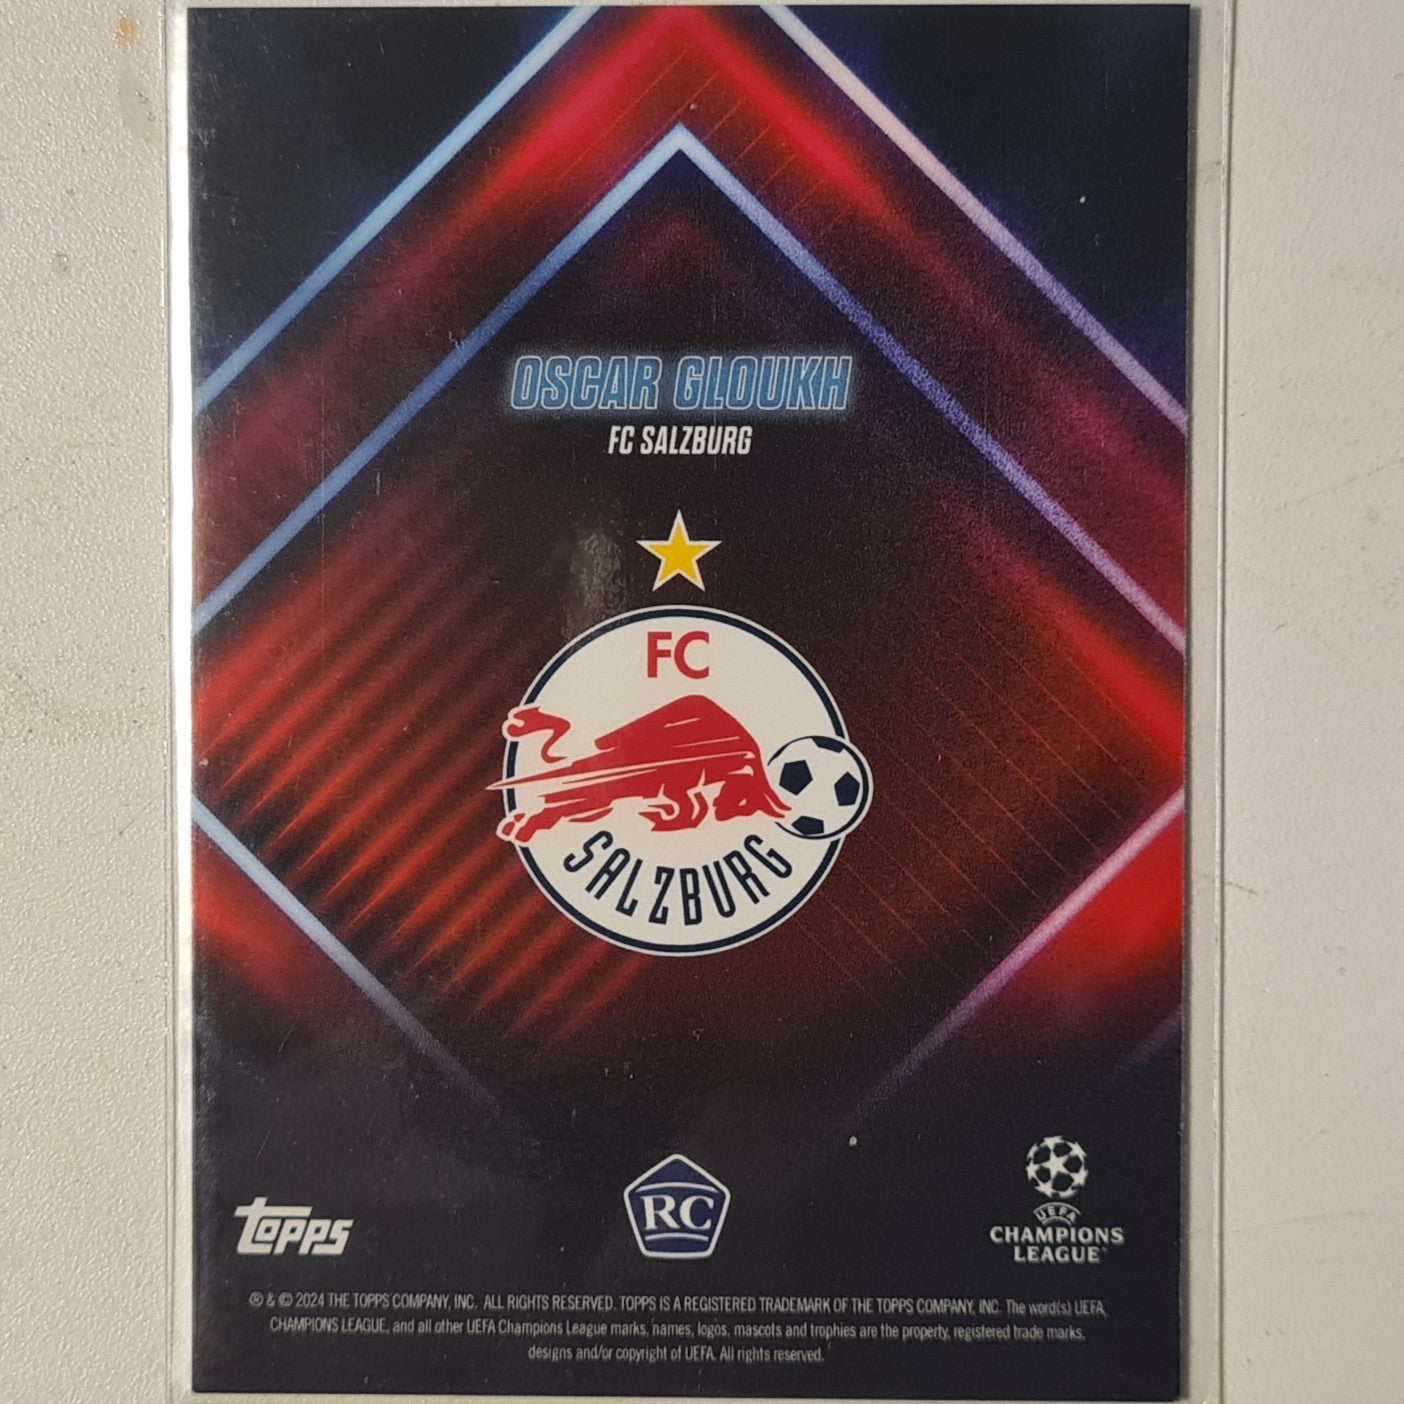 OSCAR GLOUKH
FC SALZBURG
FC
SALZBURG
TOPPS
RC
UEFA
CHAMPIONS
LEAGUE
® & © 2024 THE TOPPS COMPANY, INC. ALL RIGHTS RESERVED. TOPPS IS A REGISTERED TRADEMARK OF THE TOPPS COMPANY, INC. The word(s) UEFA,
CHAMPIONS LEAGUE, and all other UEFA Champions League marks, names, logos, mascots and trophies are the property, registered trade marks,
designs and/or copyright of UEFA. All rights reserved.